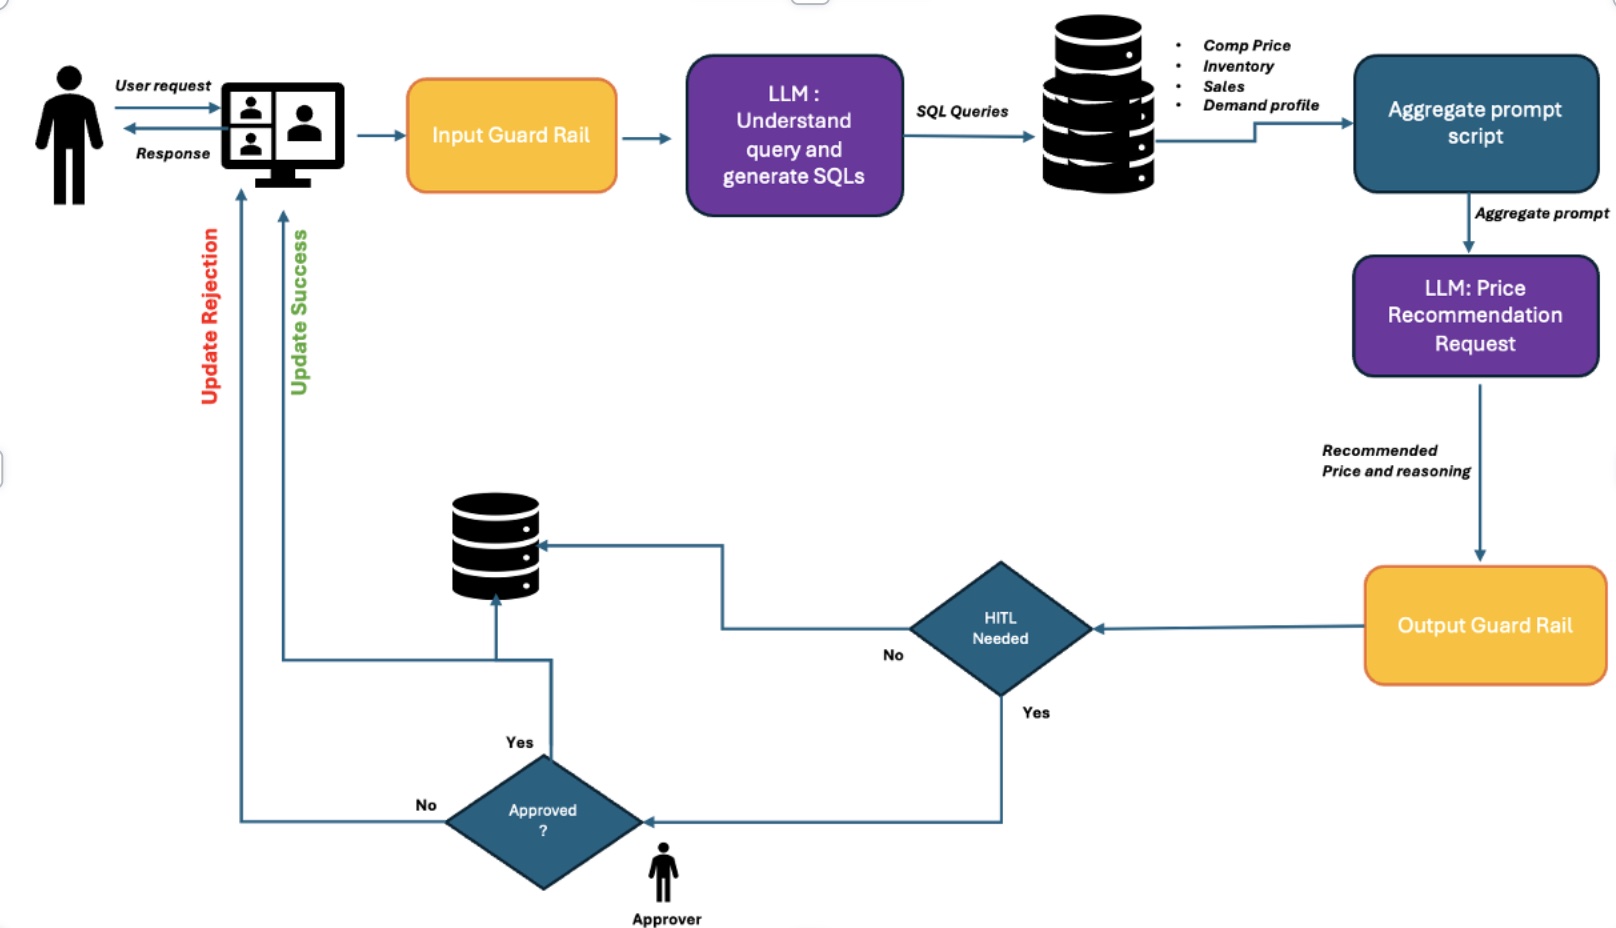 User request
Response
Input Guard Rail
LLM :
Understand
query and
generate SQLs
SQL Queries
• Comp Price
• Inventory
• Sales
• Demand profile
Aggregate prompt
script
Aggregate prompt
LLM: Price
Recommendation
Request
Recommended
Price and reasoning
Output Guard Rail
HITL
Needed
No
Yes
Update Rejection
Update Success
Yes
No
Approved
?
Approver